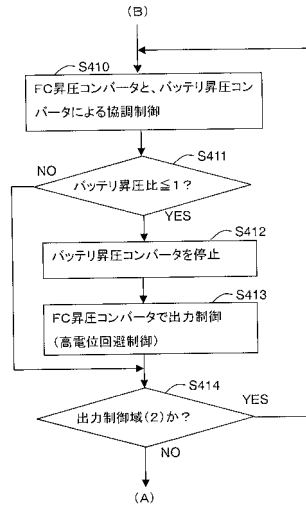 (B)
S410
FC昇圧コンバータと、バッテリ昇圧コン
バータによる協調制御
S411
NO
バッテリ昇圧比≦1?
YES
S412
バッテリ昇圧コンバータを停止
S413
FC昇圧コンバータで出力制御
(高電位回避制御)
S414
YES
出力制御域(2)か?
NO
(A)